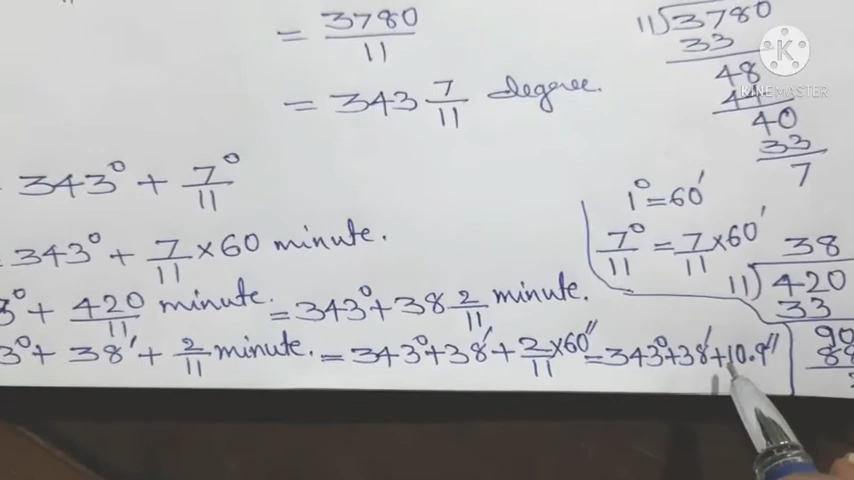 = 3780/11
= 343 7/11 degree.
343° + 7°/11
343° + 7/11 × 60 minute.
3° + 420/11 minute. = 343° + 38 2/11 minute.
3° + 38' + 2/11 minute. = 343° + 38' + 2/11 × 60'' = 343° + 38' + 10.9''
11)3780
33
48
44
40
33
7
1° = 60'
7°/11 = 7/11 × 60'
38
11)420
33
90
88
K
KINEMASTER